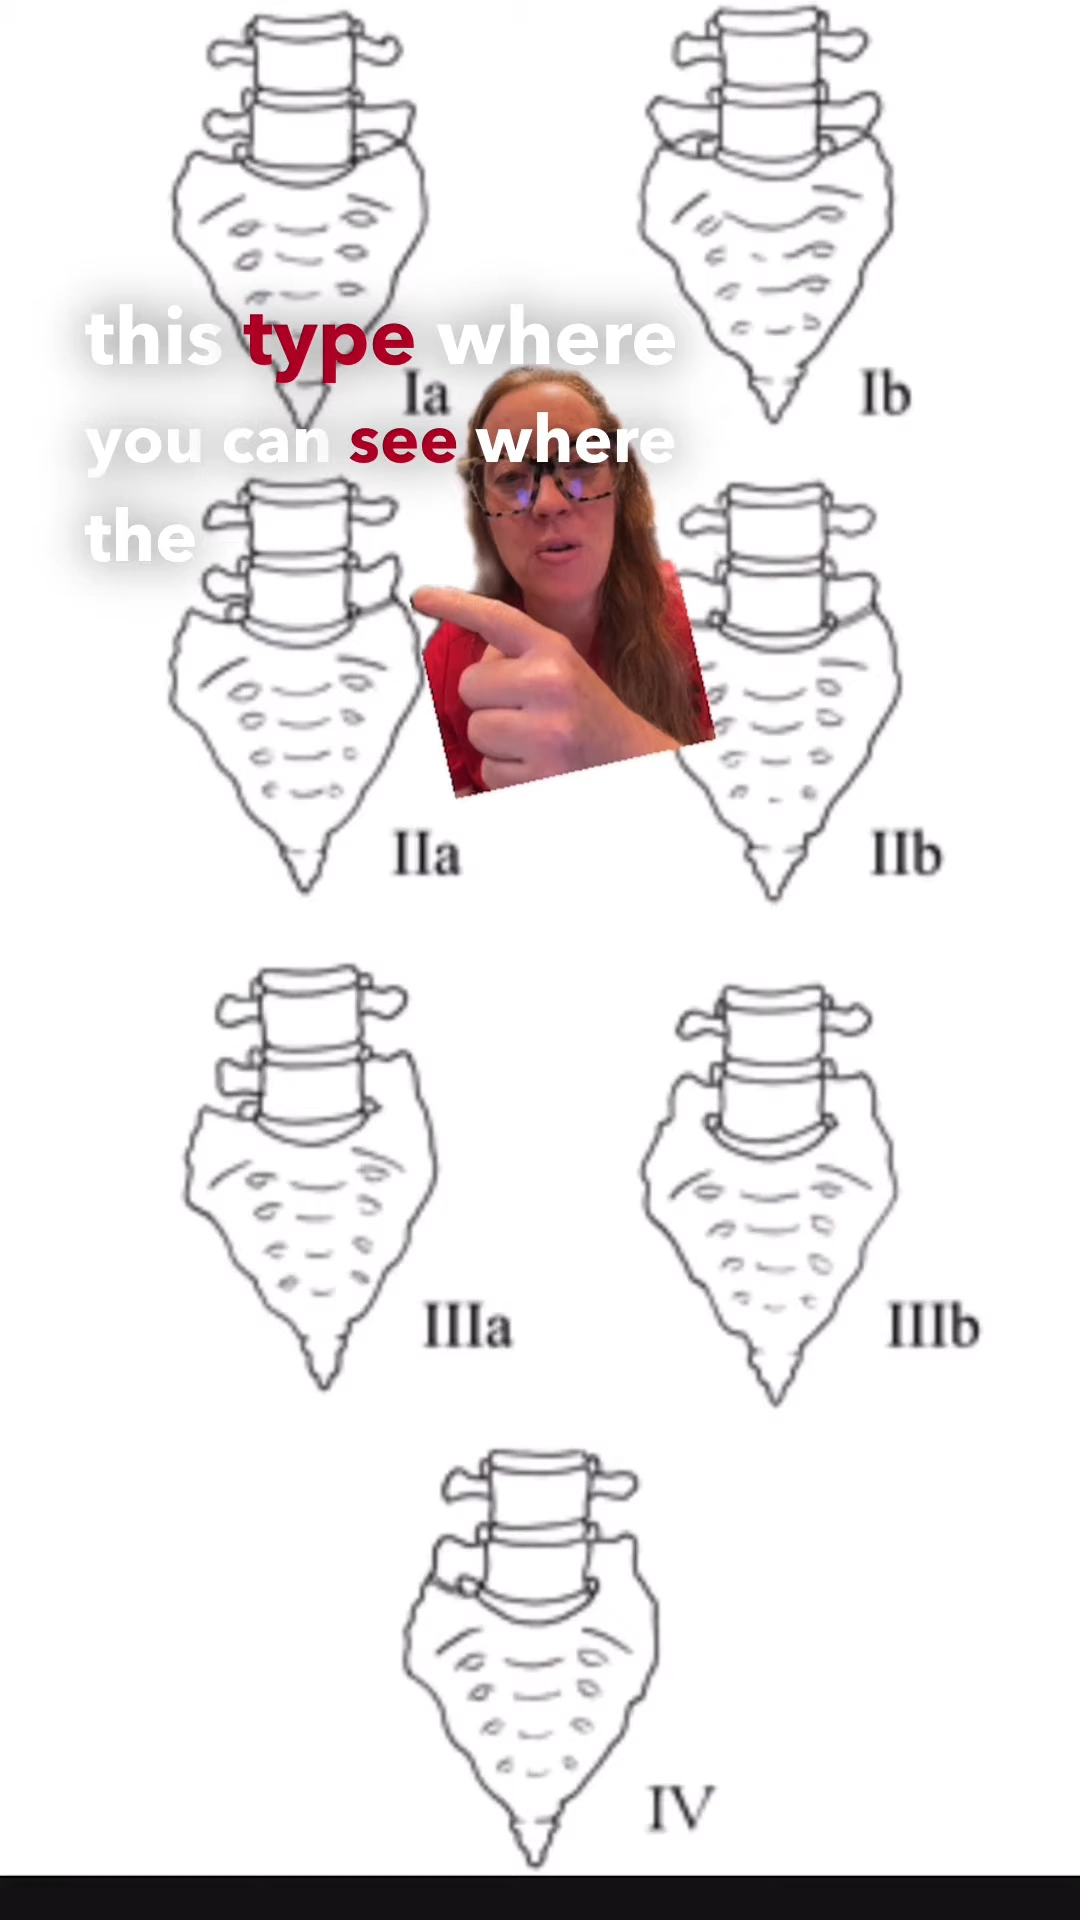 this type where
Ia
Ib
you can see where
the
IIa
IIb
IIIa
IIIb
IV